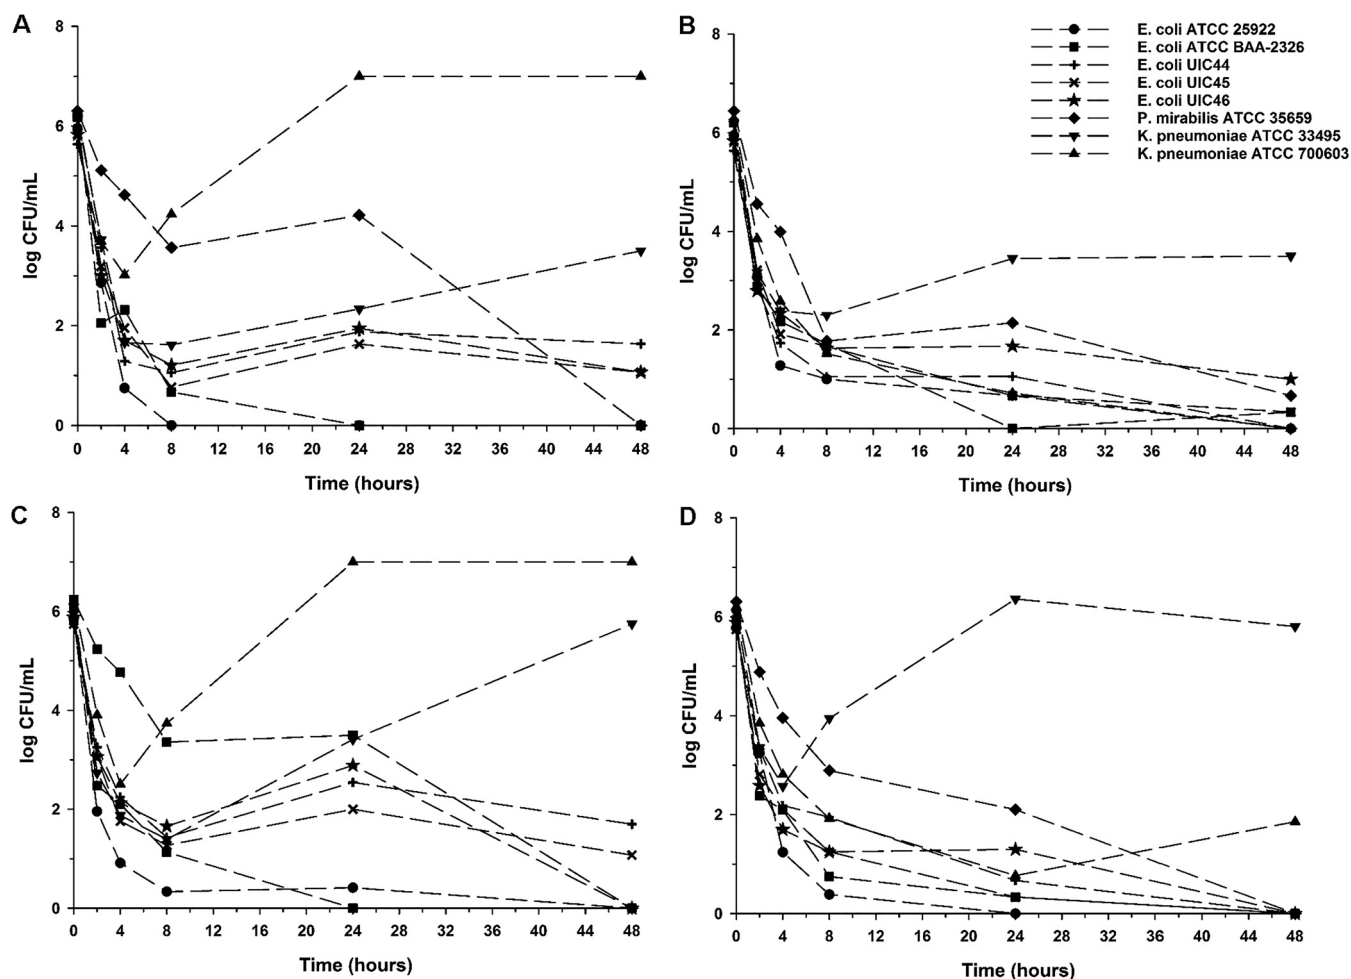 A
8
6
4
2
0
log CFU/mL
0 4 8 12 16 20 24 28 32 36 40 44 48
Time (hours)
B
8
6
4
2
0
log CFU/mL
0 4 8 12 16 20 24 28 32 36 40 44 48
Time (hours)
E. coli ATCC 25922
E. coli ATCC BAA-2326
E. coli UIC44
E. coli UIC45
E. coli UIC46
P. mirabilis ATCC 35659
K. pneumoniae ATCC 33495
K. pneumoniae ATCC 700603
C
8
6
4
2
0
log CFU/mL
0 4 8 12 16 20 24 28 32 36 40 44 48
Time (hours)
D
8
6
4
2
0
log CFU/mL
0 4 8 12 16 20 24 28 32 36 40 44 48
Time (hours)